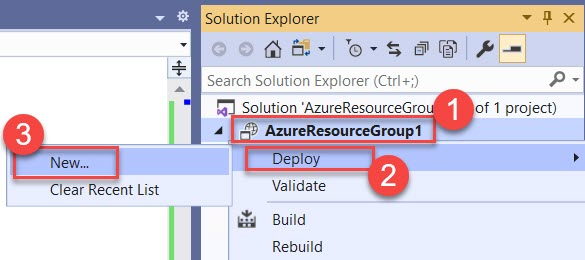 Solution Explorer
Search Solution Explorer (Ctrl+;)
Solution 'AzureResourceGrou of 1 project)
1
AzureResourceGroup1
3
New...
Deploy
2
Clear Recent List
Validate
Build
Rebuild